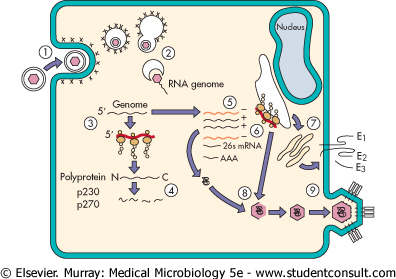 Nucleus
1
2
RNA genome
Genome
5'
3
5'
5
−
+
+
−
6
7
26s mRNA
AAA
E1
E2
E3
Polyprotein N C
p230
p270
4
8
9
© Elsevier. Murray: Medical Microbiology 5e - www.studentconsult.com